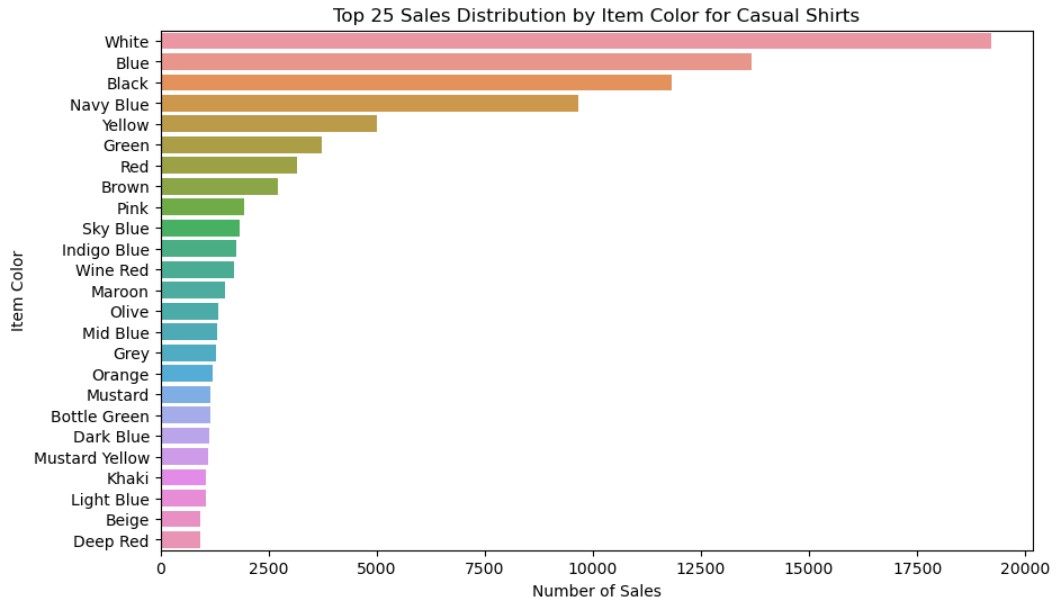 Top 25 Sales Distribution by Item Color for Casual Shirts
Item Color
White
Blue
Black
Navy Blue
Yellow
Green
Red
Brown
Pink
Sky Blue
Indigo Blue
Wine Red
Maroon
Olive
Mid Blue
Grey
Orange
Mustard
Bottle Green
Dark Blue
Mustard Yellow
Khaki
Light Blue
Beige
Deep Red
0 2500 5000 7500 10000 12500 15000 17500 20000
Number of Sales